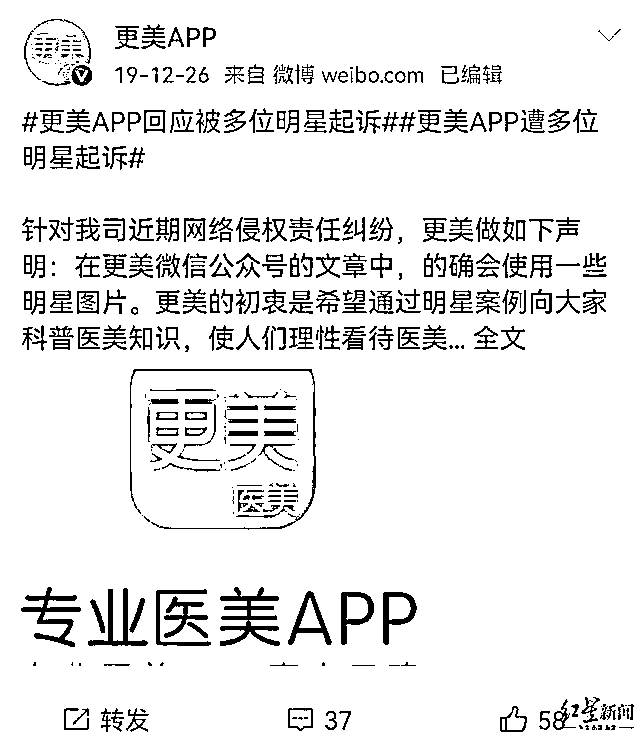 更美
更美APP
19-12-26 来自 微博 weibo.com 已编辑
#更美APP回应被多位明星起诉##更美APP遭多位
明星起诉#
针对我司近期网络侵权责任纠纷，更美做如下声
明：在更美微信公众号的文章中，的确会使用一些
明星图片。更美的初衷是希望通过明星案例向大家
科普医美知识，使人们理性看待医美... 全文
更美
医美
专业医美APP
转发 37 58
红星新闻